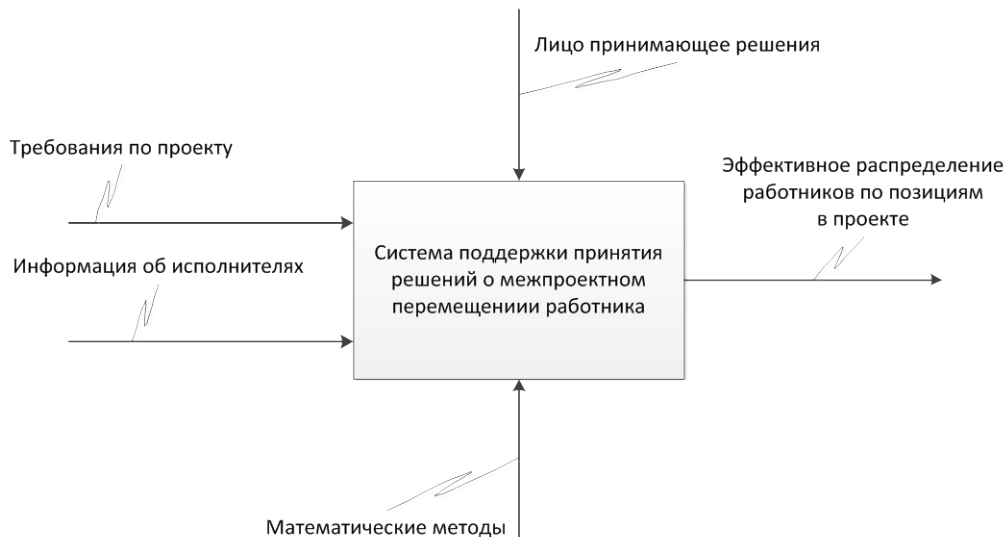 Лицо принимающее решения
Требования по проекту
Эффективное распределение
работников по позициям
в проекте
Система поддержки принятия
решений о межпроектном
перемещениии работника
Информация об исполнителях
Математические методы